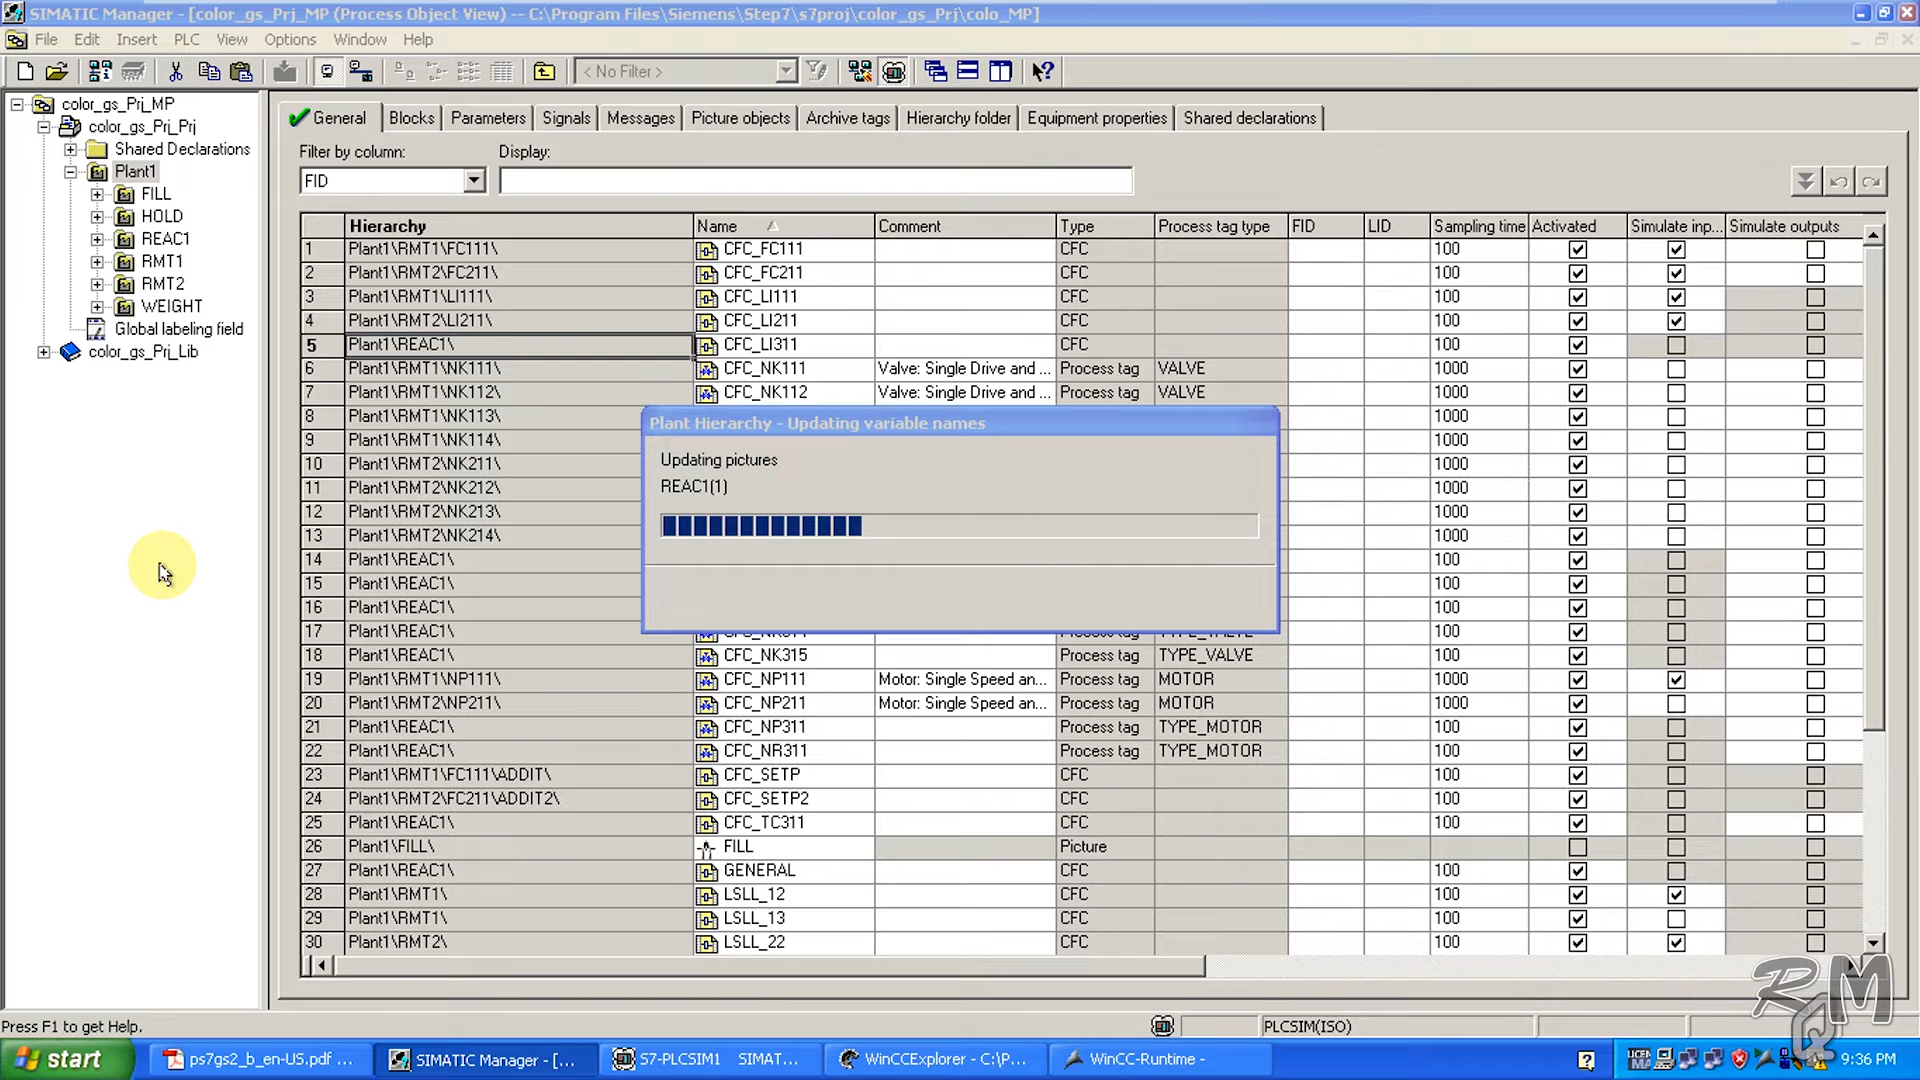 SIMATIC Manager - [color_gs_Prj_MP (Process Object View) -- C:\Program Files\Siemens\Step7\s7proj\color_gs_Prj\colo_MP]
File Edit Insert PLC View Options Window Help
< No Filter >
color_gs_Prj_MP
color_gs_Prj_Prj
Shared Declarations
Plant1
FILL
HOLD
REAC1
RMT1
RMT2
WEIGHT
Global labeling field
color_gs_Prj_Lib
General Blocks Parameters Signals Messages Picture objects Archive tags Hierarchy folder Equipment properties Shared declarations
Filter by column: Display:
FID
Hierarchy Name Comment Type Process tag type FID LID Sampling time Activated Simulate inp... Simulate outputs
1 Plant1\RMT1\FC111\ CFC_FC111 CFC 100
2 Plant1\RMT2\FC211\ CFC_FC211 CFC 100
3 Plant1\RMT1\LI111\ CFC_LI111 CFC 100
4 Plant1\RMT2\LI211\ CFC_LI211 CFC 100
5 Plant1\REAC1\ CFC_LI311 CFC 100
6 Plant1\RMT1\NK111\ CFC_NK111 Valve: Single Drive and ... Process tag VALVE 1000
7 Plant1\RMT1\NK112\ CFC_NK112 Valve: Single Drive and ... Process tag VALVE 1000
8 Plant1\RMT1\NK113\ 1000
9 Plant1\RMT1\NK114\ 1000
10 Plant1\RMT2\NK211\ 1000
11 Plant1\RMT2\NK212\ 1000
12 Plant1\RMT2\NK213\ 1000
13 Plant1\RMT2\NK214\ 1000
14 Plant1\REAC1\ 100
15 Plant1\REAC1\ 100
16 Plant1\REAC1\ 100
17 Plant1\REAC1\ 100
18 Plant1\REAC1\ CFC_NK315 Process tag TYPE_VALVE 100
19 Plant1\RMT1\NP111\ CFC_NP111 Motor: Single Speed an... Process tag MOTOR 1000
20 Plant1\RMT2\NP211\ CFC_NP211 Motor: Single Speed an... Process tag MOTOR 1000
21 Plant1\REAC1\ CFC_NP311 Process tag TYPE_MOTOR 100
22 Plant1\REAC1\ CFC_NR311 Process tag TYPE_MOTOR 100
23 Plant1\RMT1\FC111\ADDIT\ CFC_SETP CFC 100
24 Plant1\RMT2\FC211\ADDIT2\ CFC_SETP2 CFC 100
25 Plant1\REAC1\ CFC_TC311 CFC 100
26 Plant1\FILL\ FILL Picture
27 Plant1\REAC1\ GENERAL CFC 100
28 Plant1\RMT1\ LSLL_12 CFC 100
29 Plant1\RMT1\ LSLL_13 CFC 100
30 Plant1\RMT2\ LSLL_22 CFC 100
Plant Hierarchy - Updating variable names
Updating pictures
REAC1(1)
Press F1 to get Help. PLCSIM(ISO)
start ps7gs2_b_en-US.pdf ... SIMATIC Manager - [... S7-PLCSIM1 SIMAT... WinCCExplorer - C:\P... WinCC-Runtime - 9:36 PM